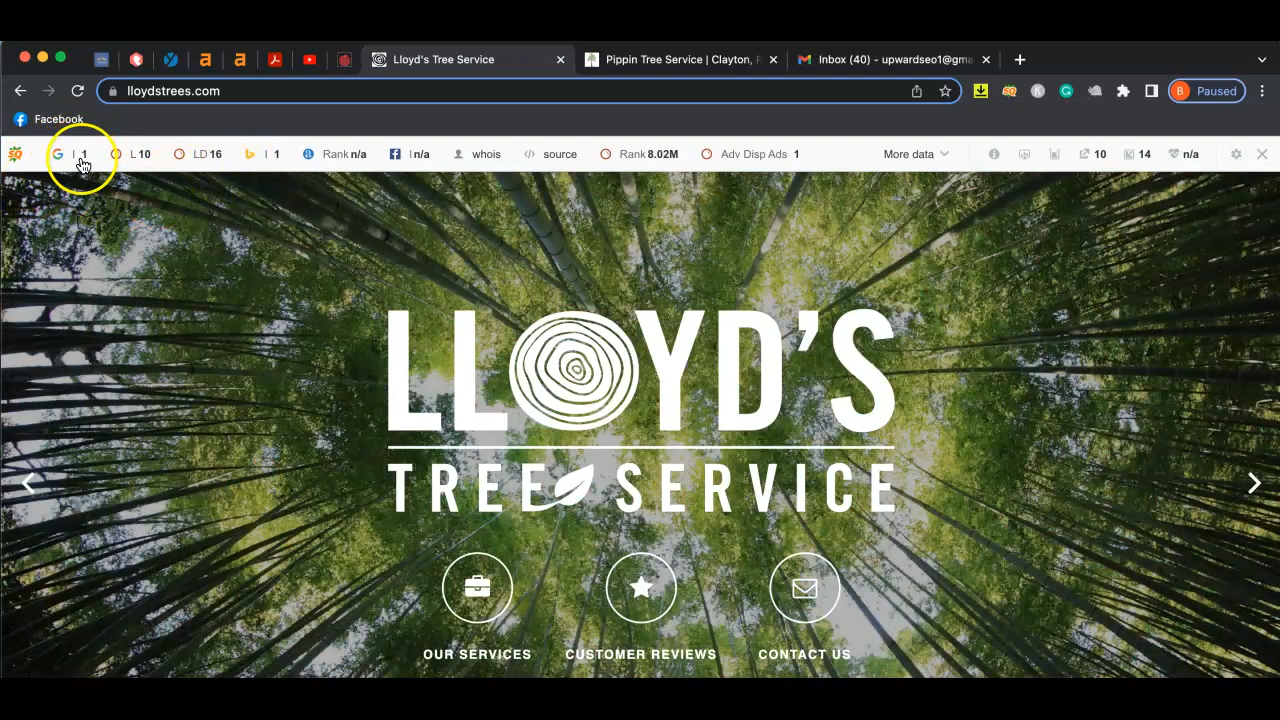 Lloyd's Tree Service
Pippin Tree Service | Clayton,
Inbox (40) - upwardseo1@gma
lloydstrees.com
B Paused
Facebook
SQ I 1 L 10 LD 16 I 1 Rank n/a I n/a whois source Rank 8.02M Adv Disp Ads 1 More data 10 14 n/a
LLOYD'S
TREE SERVICE
OUR SERVICES CUSTOMER REVIEWS CONTACT US